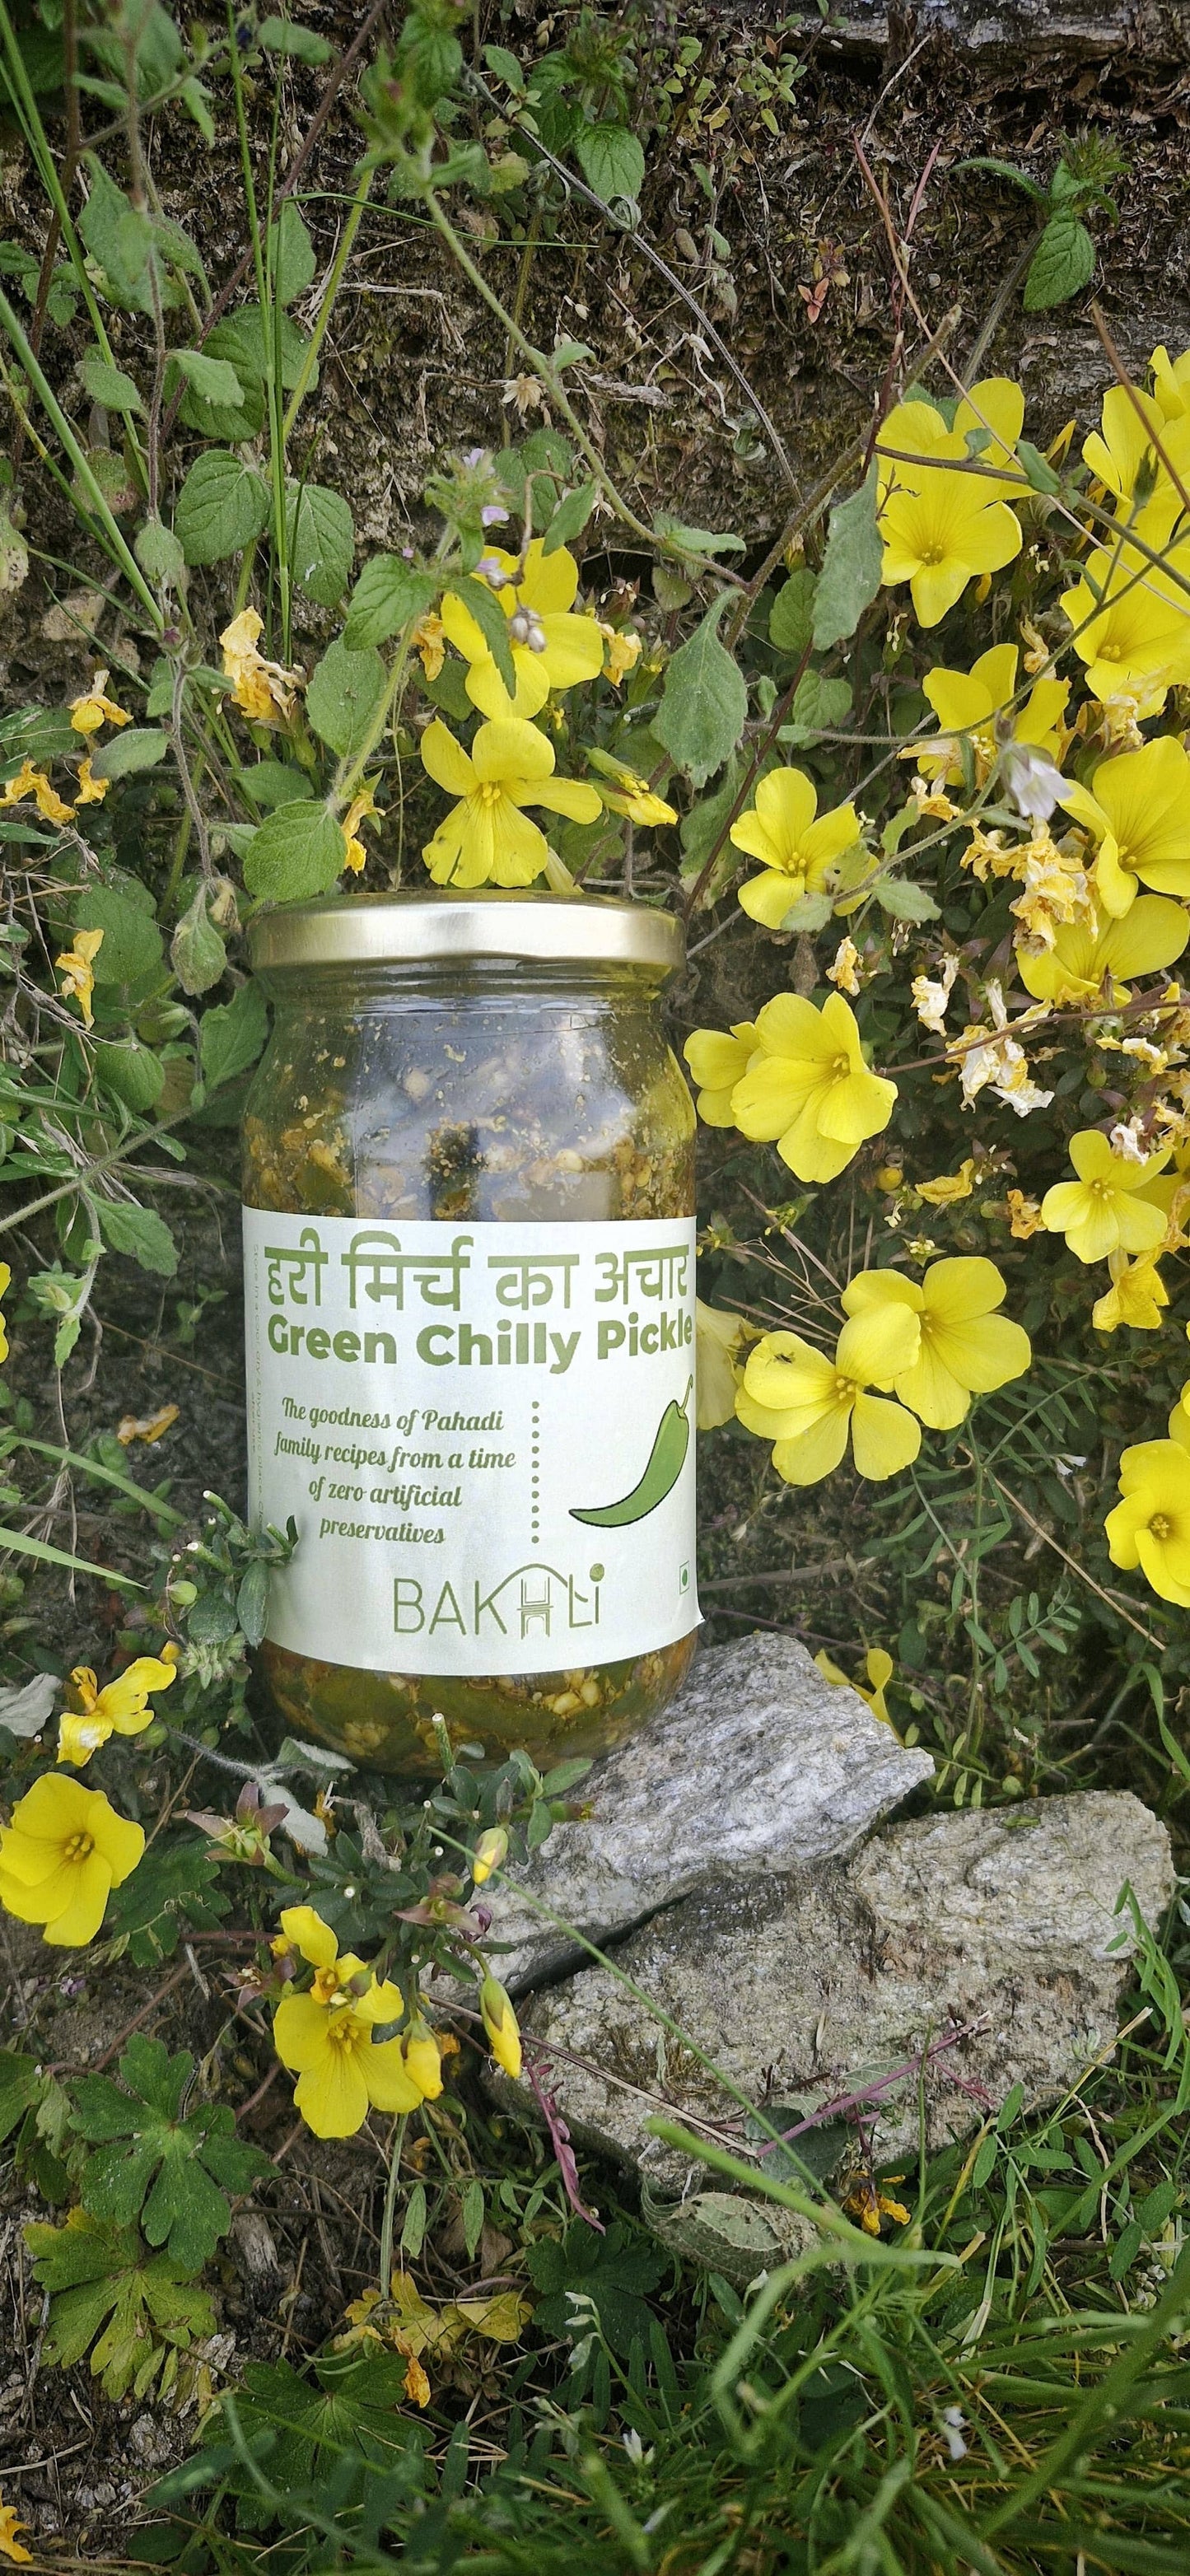 हरी मिर्च का अचार
Green Chilly Pickle
The goodness of Pahadi
family recipes from a time
of zero artificial
preservatives
BAKHLi